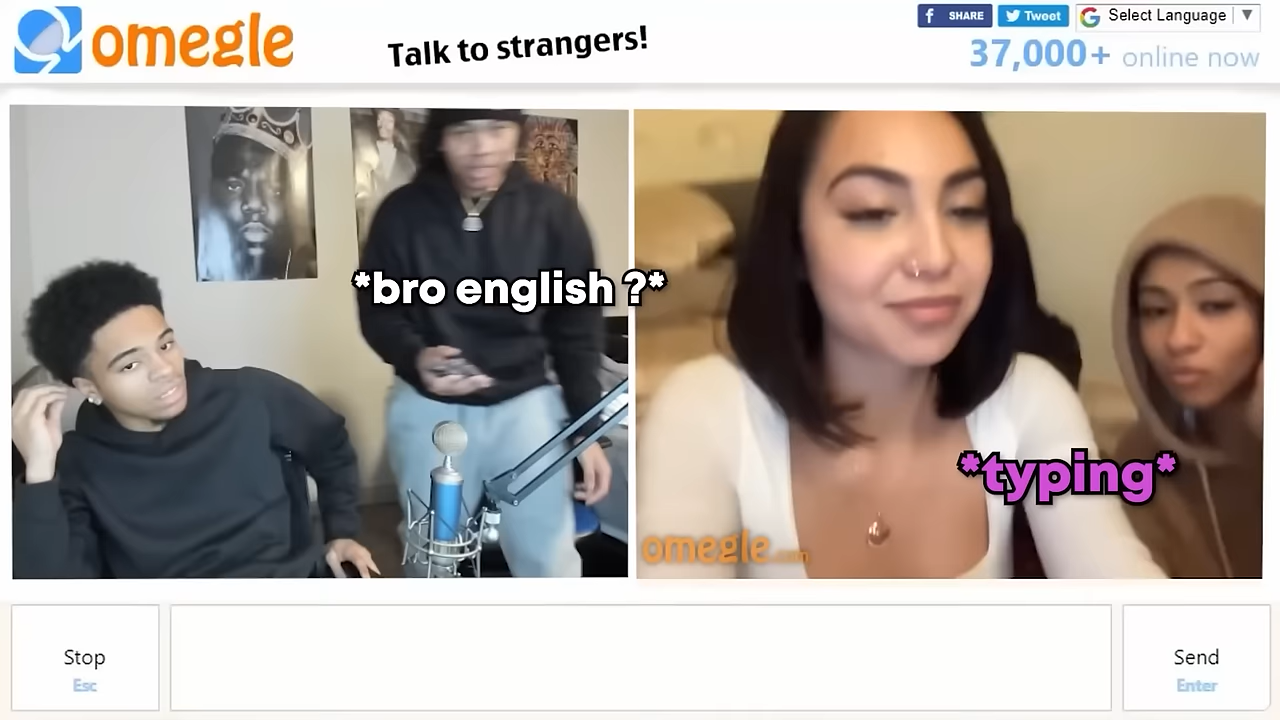 omegle
Talk to strangers!
f SHARE
Tweet
G Select Language ▼
37,000+ online now
*bro english ?*
*typing*
omegle.com
Stop
Esc
Send
Enter